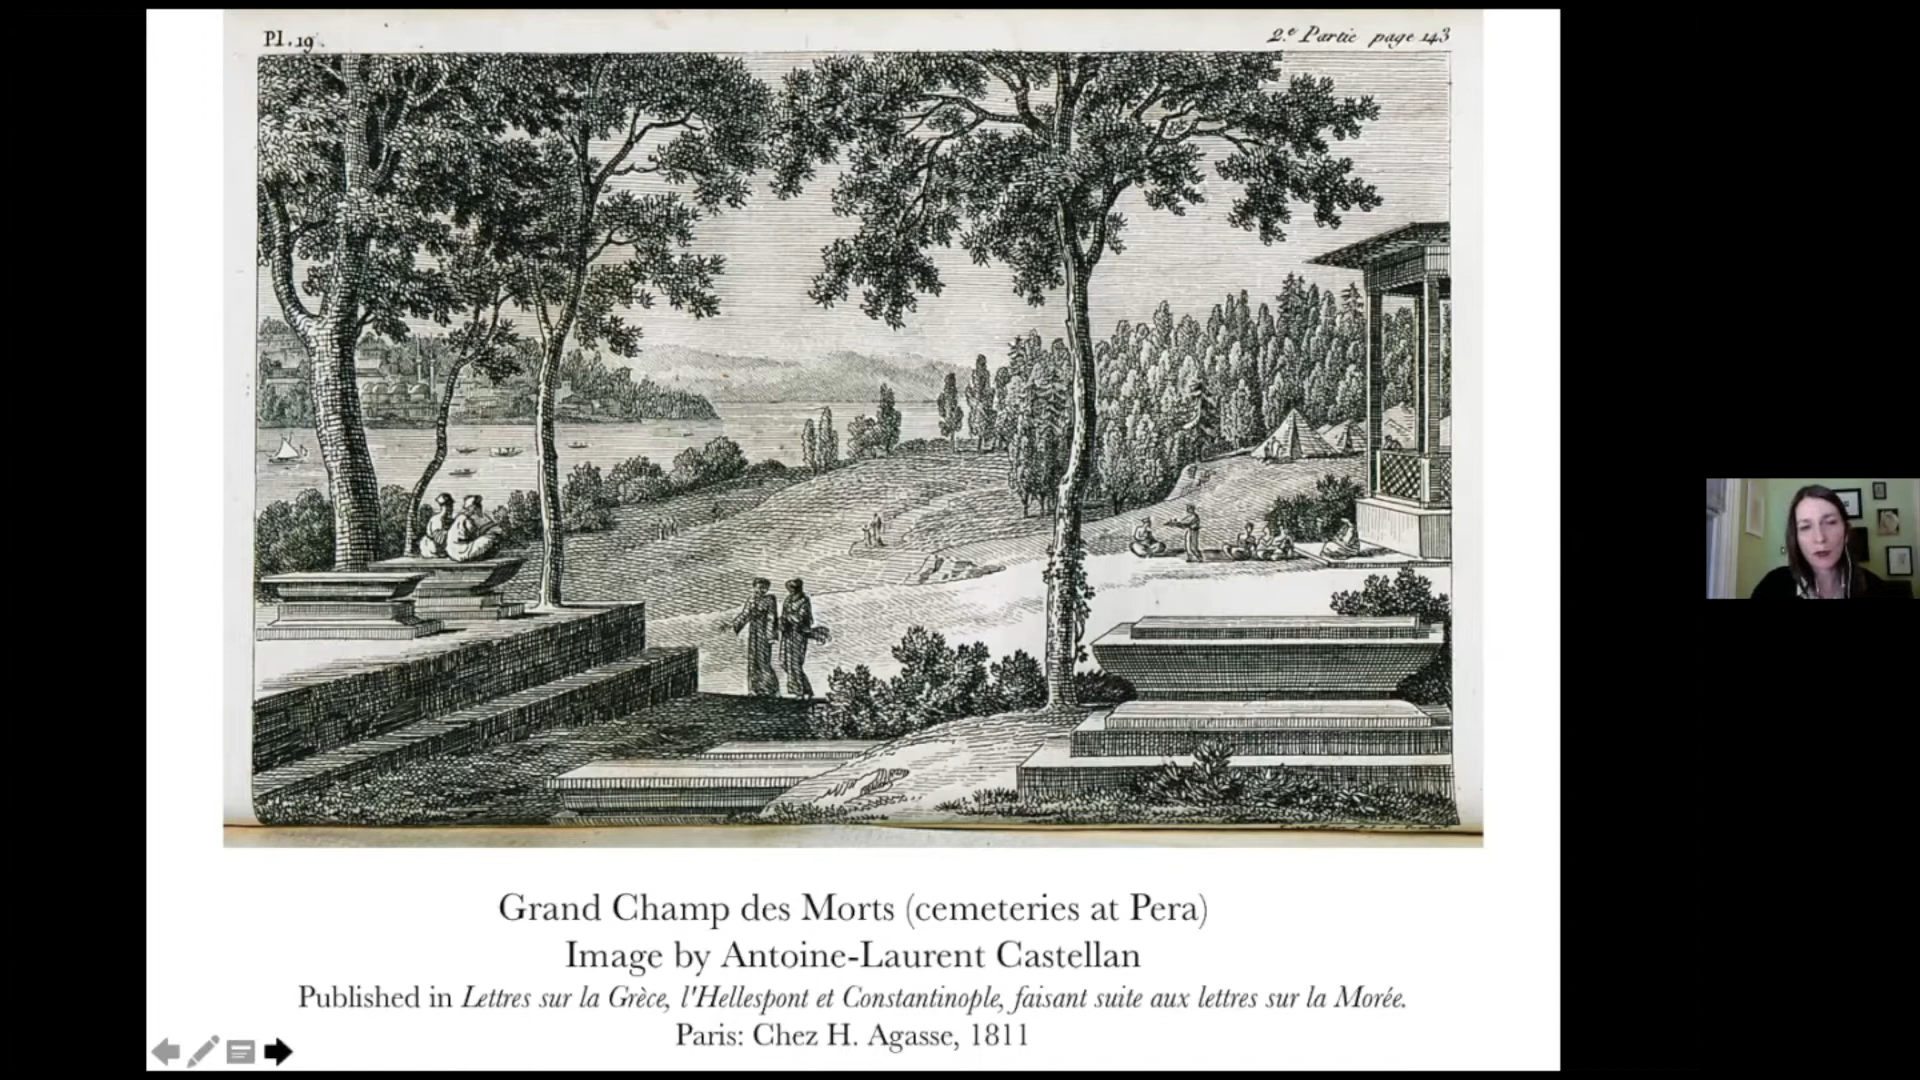 Pl. 19.
2.e Partie page 143
Grand Champ des Morts (cemeteries at Pera)
Image by Antoine-Laurent Castellan
Published in Lettres sur la Grèce, l'Hellespont et Constantinople, faisant suite aux lettres sur la Morée.
Paris: Chez H. Agasse, 1811